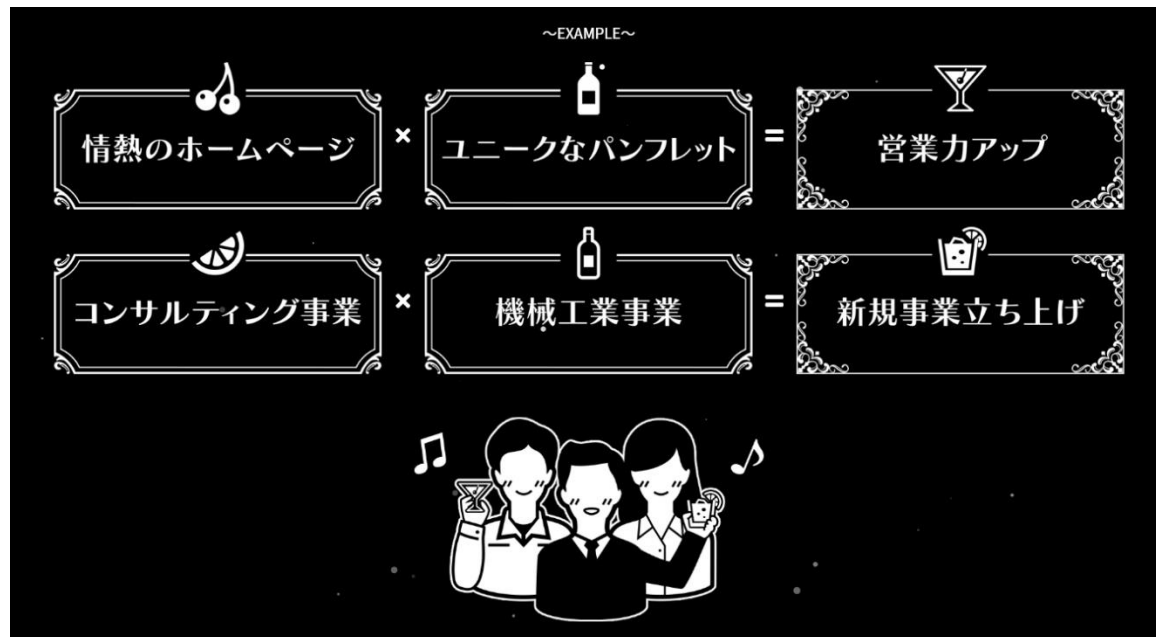 ～EXAMPLE～
情熱のホームページ × ユニークなパンフレット = 営業力アップ
コンサルティング事業 × 機械工業事業 = 新規事業立ち上げ